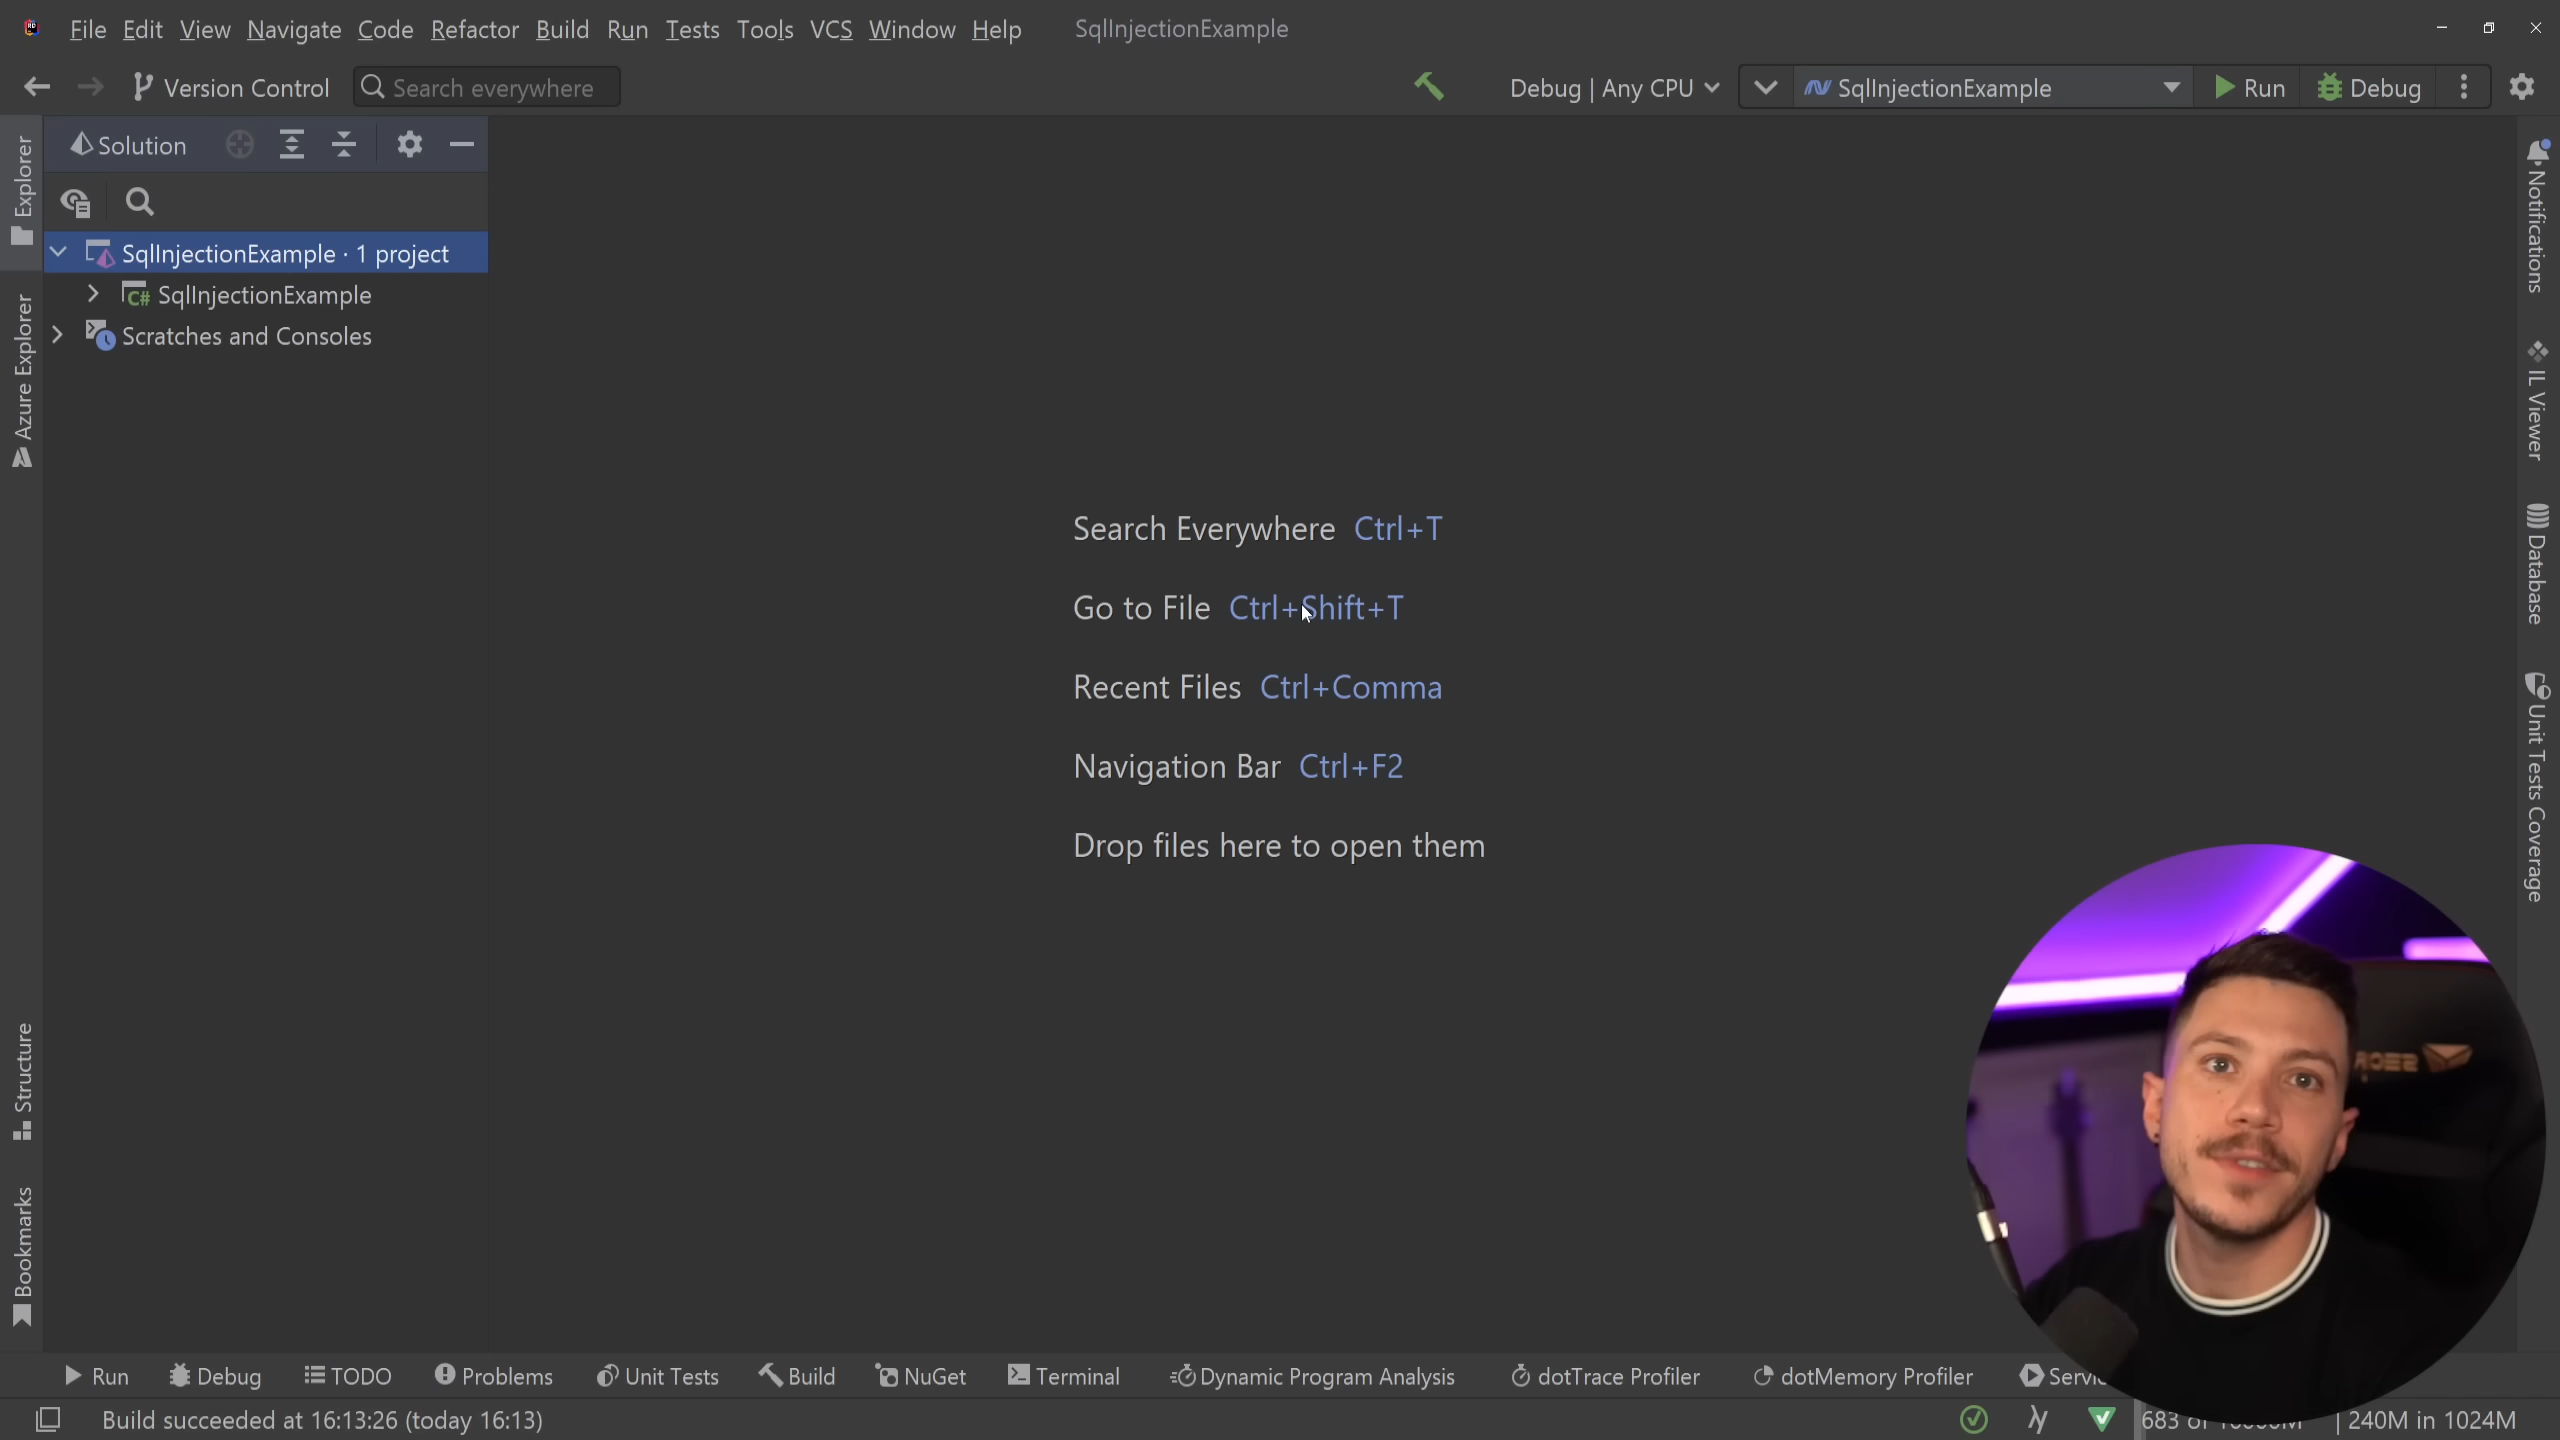 File Edit View Navigate Code Refactor Build Run Tests Tools VCS Window Help SqlInjectionExample
Version Control Search everywhere Debug | Any CPU SqlInjectionExample Run Debug
Solution
SqlInjectionExample · 1 project
C# SqlInjectionExample
Scratches and Consoles
Explorer
Azure Explorer
Structure
Bookmarks
Search Everywhere Ctrl+T
Go to File Ctrl+Shift+T
Recent Files Ctrl+Comma
Navigation Bar Ctrl+F2
Drop files here to open them
Notifications
IL Viewer
Database
Unit Tests Coverage
Run Debug TODO Problems Unit Tests Build NuGet Terminal Dynamic Program Analysis dotTrace Profiler dotMemory Profiler
Build succeeded at 16:13:26 (today 16:13) 683 240M in 1024M